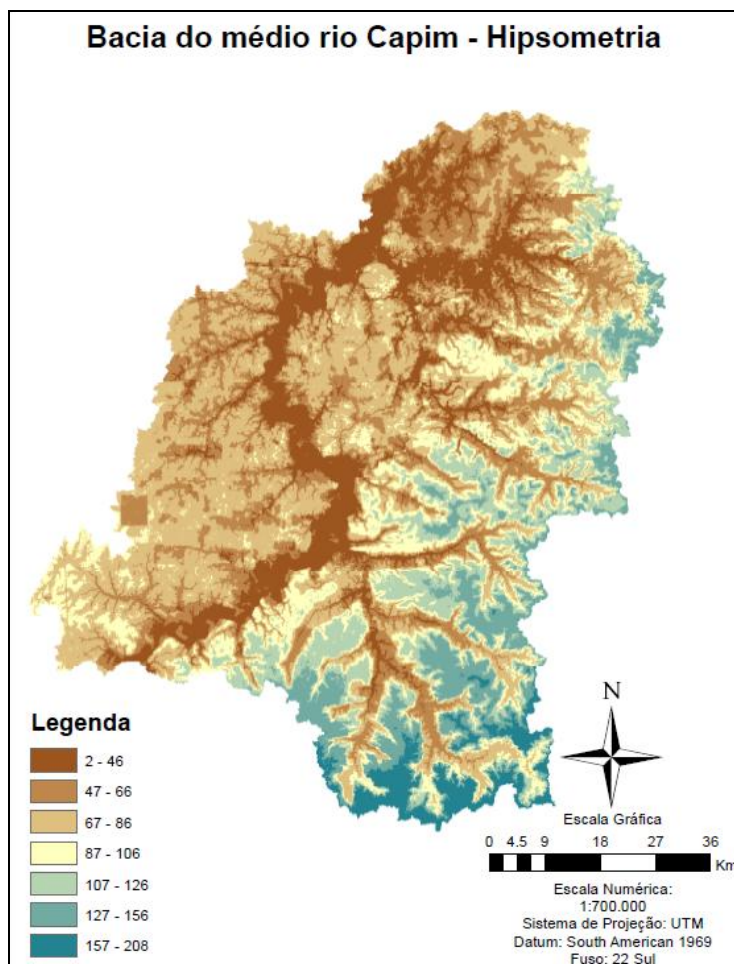 Bacia do médio rio Capim - Hipsometria
Legenda
2 - 46
47 - 66
67 - 86
87 - 106
107 - 126
127 - 156
157 - 208
N
Escala Gráfica
0 4.5 9 18 27 36
Km
Escala Numérica:
1:700.000
Sistema de Projeção: UTM
Datum: South American 1969
Fuso: 22 Sul